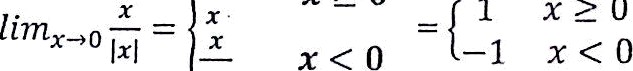 lim_{x→0} x/|x| = { x/ x/ x < 0 = { 1 x ≥ 0 −1 x < 0